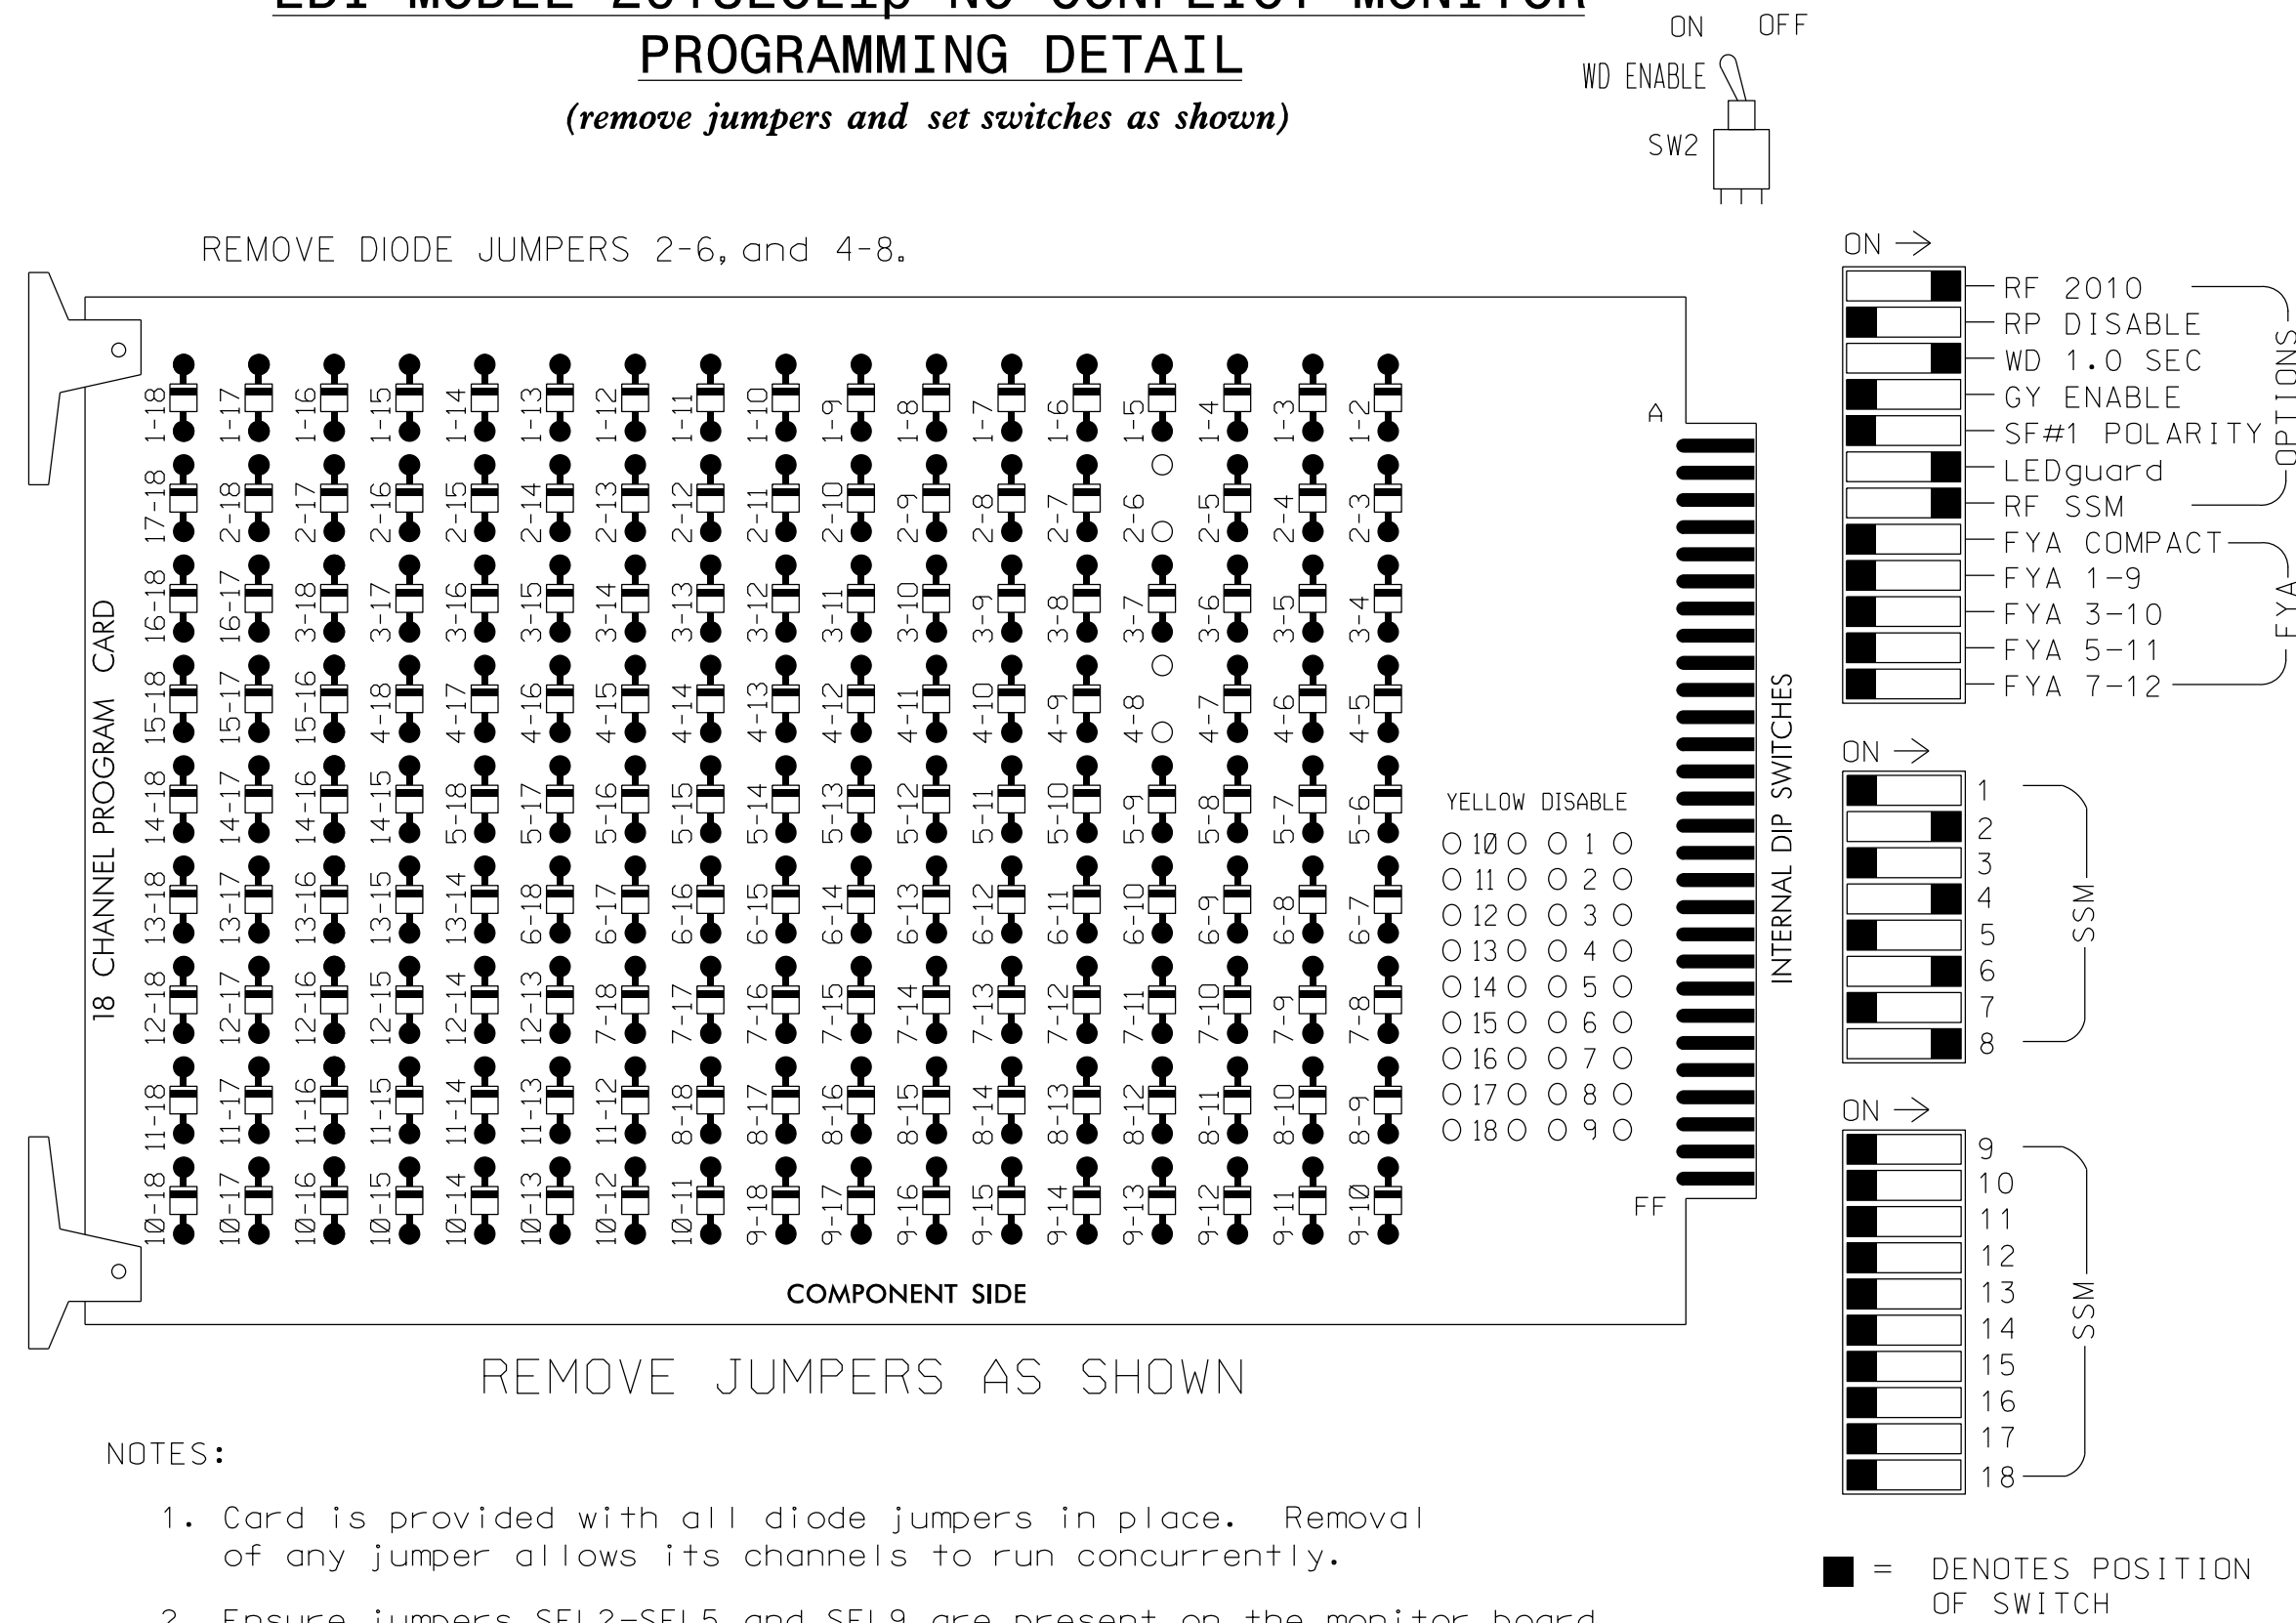 PROGRAMMING DETAIL
(remove jumpers and set switches as shown)
ON OFF
WD ENABLE
SW2
REMOVE DIODE JUMPERS 2-6, and 4-8.
1-18 1-17 1-16 1-15 1-14 1-13 1-12 1-11 1-10 1-9 1-8 1-7 1-6 1-5 1-4 1-3 1-2
17-18 2-18 2-17 2-16 2-15 2-14 2-13 2-12 2-11 2-10 2-9 2-8 2-7 2-6 2-5 2-4 2-3
16-18 16-17 3-18 3-17 3-16 3-15 3-14 3-13 3-12 3-11 3-10 3-9 3-8 3-7 3-6 3-5 3-4
15-18 15-17 15-16 4-18 4-17 4-16 4-15 4-14 4-13 4-12 4-11 4-10 4-9 4-8 4-7 4-6 4-5
14-18 14-17 14-16 14-15 5-18 5-17 5-16 5-15 5-14 5-13 5-12 5-11 5-10 5-9 5-8 5-7 5-6
13-18 13-17 13-16 13-15 13-14 6-18 6-17 6-16 6-15 6-14 6-13 6-12 6-11 6-10 6-9 6-8 6-7
12-18 12-17 12-16 12-15 12-14 12-13 7-18 7-17 7-16 7-15 7-14 7-13 7-12 7-11 7-10 7-9 7-8
11-18 11-17 11-16 11-15 11-14 11-13 11-12 8-18 8-17 8-16 8-15 8-14 8-13 8-12 8-11 8-10 8-9
10-18 10-17 10-16 10-15 10-14 10-13 10-12 10-11 9-18 9-17 9-16 9-15 9-14 9-13 9-12 9-11 9-10
18 CHANNEL PROGRAM CARD
A
YELLOW DISABLE
10 1
11 2
12 3
13 4
14 5
15 6
16 7
17 8
18 9
FF
COMPONENT SIDE
INTERNAL DIP SWITCHES
ON
RF 2010
RP DISABLE
WD 1.0 SEC
GY ENABLE
SF#1 POLARITY
LEDguard
RF SSM
OPTIONS
FYA COMPACT
FYA 1-9
FYA 3-10
FYA 5-11
FYA 7-12
FYA
ON
1
2
3
4
5
6
7
8
SSM
ON
9
10
11
12
13
14
15
16
17
18
SSM
REMOVE JUMPERS AS SHOWN
NOTES:
1. Card is provided with all diode jumpers in place. Removal
of any jumper allows its channels to run concurrently.
2. Ensure jumpers SEL2-SEL5 and SEL9 are present on the monitor board
= DENOTES POSITION
OF SWITCH